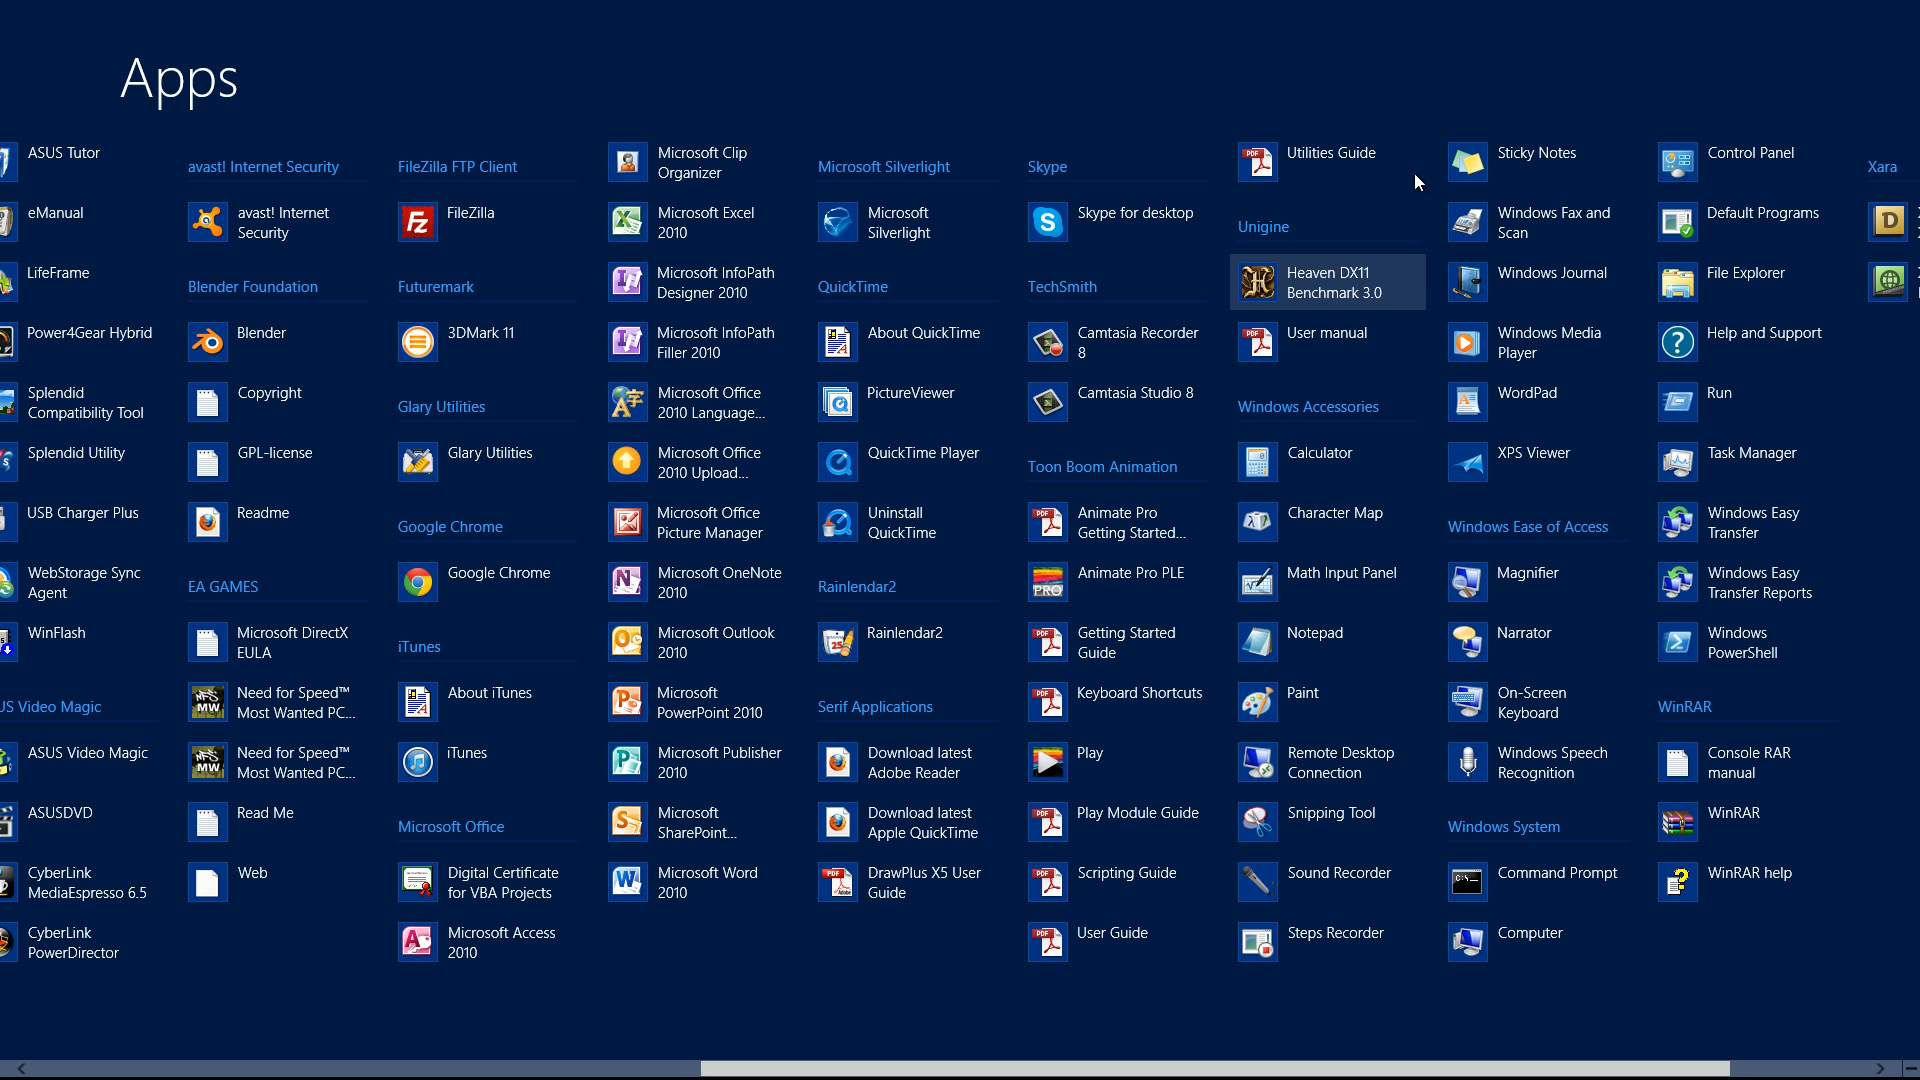 Apps
ASUS Tutor
eManual
LifeFrame
Power4Gear Hybrid
Splendid
Compatibility Tool
Splendid Utility
USB Charger Plus
WebStorage Sync
Agent
WinFlash
US Video Magic
ASUS Video Magic
ASUSDVD
CyberLink
MediaEspresso 6.5
CyberLink
PowerDirector
avast! Internet Security
avast! Internet
Security
Blender Foundation
Blender
Copyright
GPL-license
Readme
EA GAMES
Microsoft DirectX
EULA
Need for Speed™
Most Wanted PC...
Need for Speed™
Most Wanted PC...
Read Me
Web
FileZilla FTP Client
FileZilla
Futuremark
3DMark 11
Glary Utilities
Glary Utilities
Google Chrome
Google Chrome
iTunes
About iTunes
iTunes
Microsoft Office
Digital Certificate
for VBA Projects
Microsoft Access
2010
Microsoft Clip
Organizer
Microsoft Excel
2010
Microsoft InfoPath
Designer 2010
Microsoft InfoPath
Filler 2010
Microsoft Office
2010 Language...
Microsoft Office
2010 Upload...
Microsoft Office
Picture Manager
Microsoft OneNote
2010
Microsoft Outlook
2010
Microsoft
PowerPoint 2010
Microsoft Publisher
2010
Microsoft
SharePoint...
Microsoft Word
2010
Microsoft Silverlight
Microsoft
Silverlight
QuickTime
About QuickTime
PictureViewer
QuickTime Player
Uninstall
QuickTime
Rainlendar2
Rainlendar2
Serif Applications
Download latest
Adobe Reader
Download latest
Apple QuickTime
DrawPlus X5 User
Guide
Skype
Skype for desktop
TechSmith
Camtasia Recorder
8
Camtasia Studio 8
Toon Boom Animation
Animate Pro
Getting Started...
Animate Pro PLE
Getting Started
Guide
Keyboard Shortcuts
Play
Play Module Guide
Scripting Guide
User Guide
Utilities Guide
Unigine
Heaven DX11
Benchmark 3.0
User manual
Windows Accessories
Calculator
Character Map
Math Input Panel
Notepad
Paint
Remote Desktop
Connection
Snipping Tool
Sound Recorder
Steps Recorder
Sticky Notes
Windows Fax and
Scan
Windows Journal
Windows Media
Player
WordPad
XPS Viewer
Windows Ease of Access
Magnifier
Narrator
On-Screen
Keyboard
Windows Speech
Recognition
Windows System
Command Prompt
Computer
Control Panel
Default Programs
File Explorer
Help and Support
Run
Task Manager
Windows Easy
Transfer
Windows Easy
Transfer Reports
Windows
PowerShell
WinRAR
Console RAR
manual
WinRAR
WinRAR help
Xara